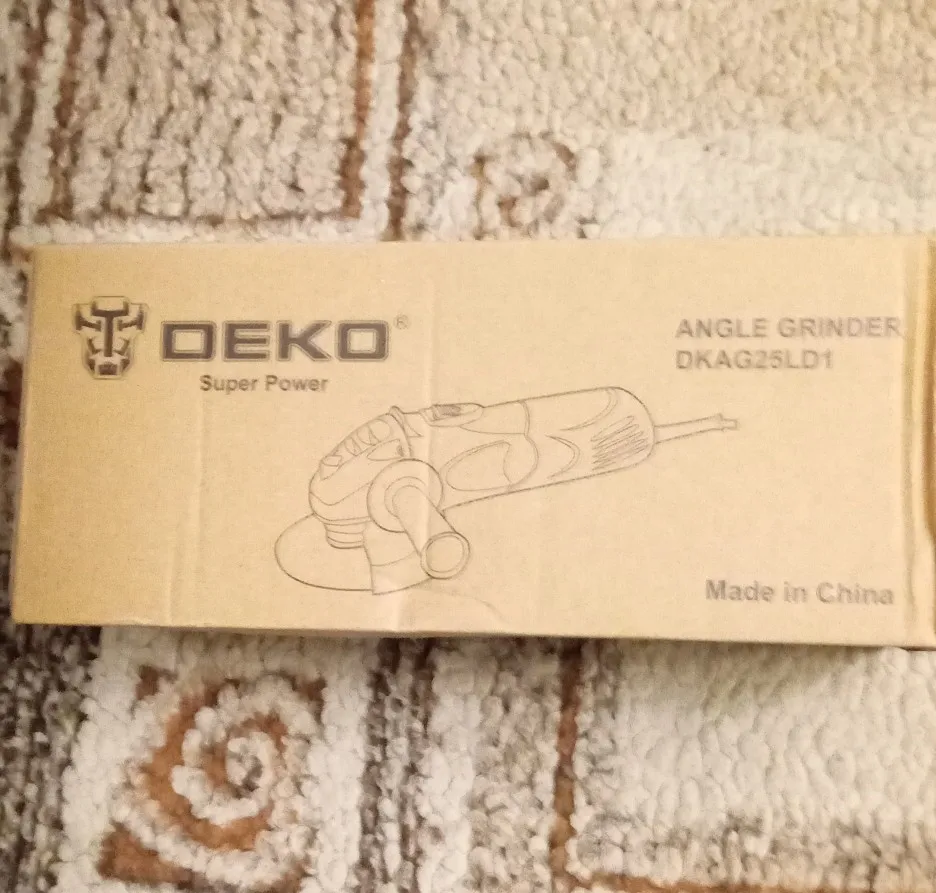 DEKO®
Super Power
ANGLE GRINDER
DKAG25LD1
Made in China